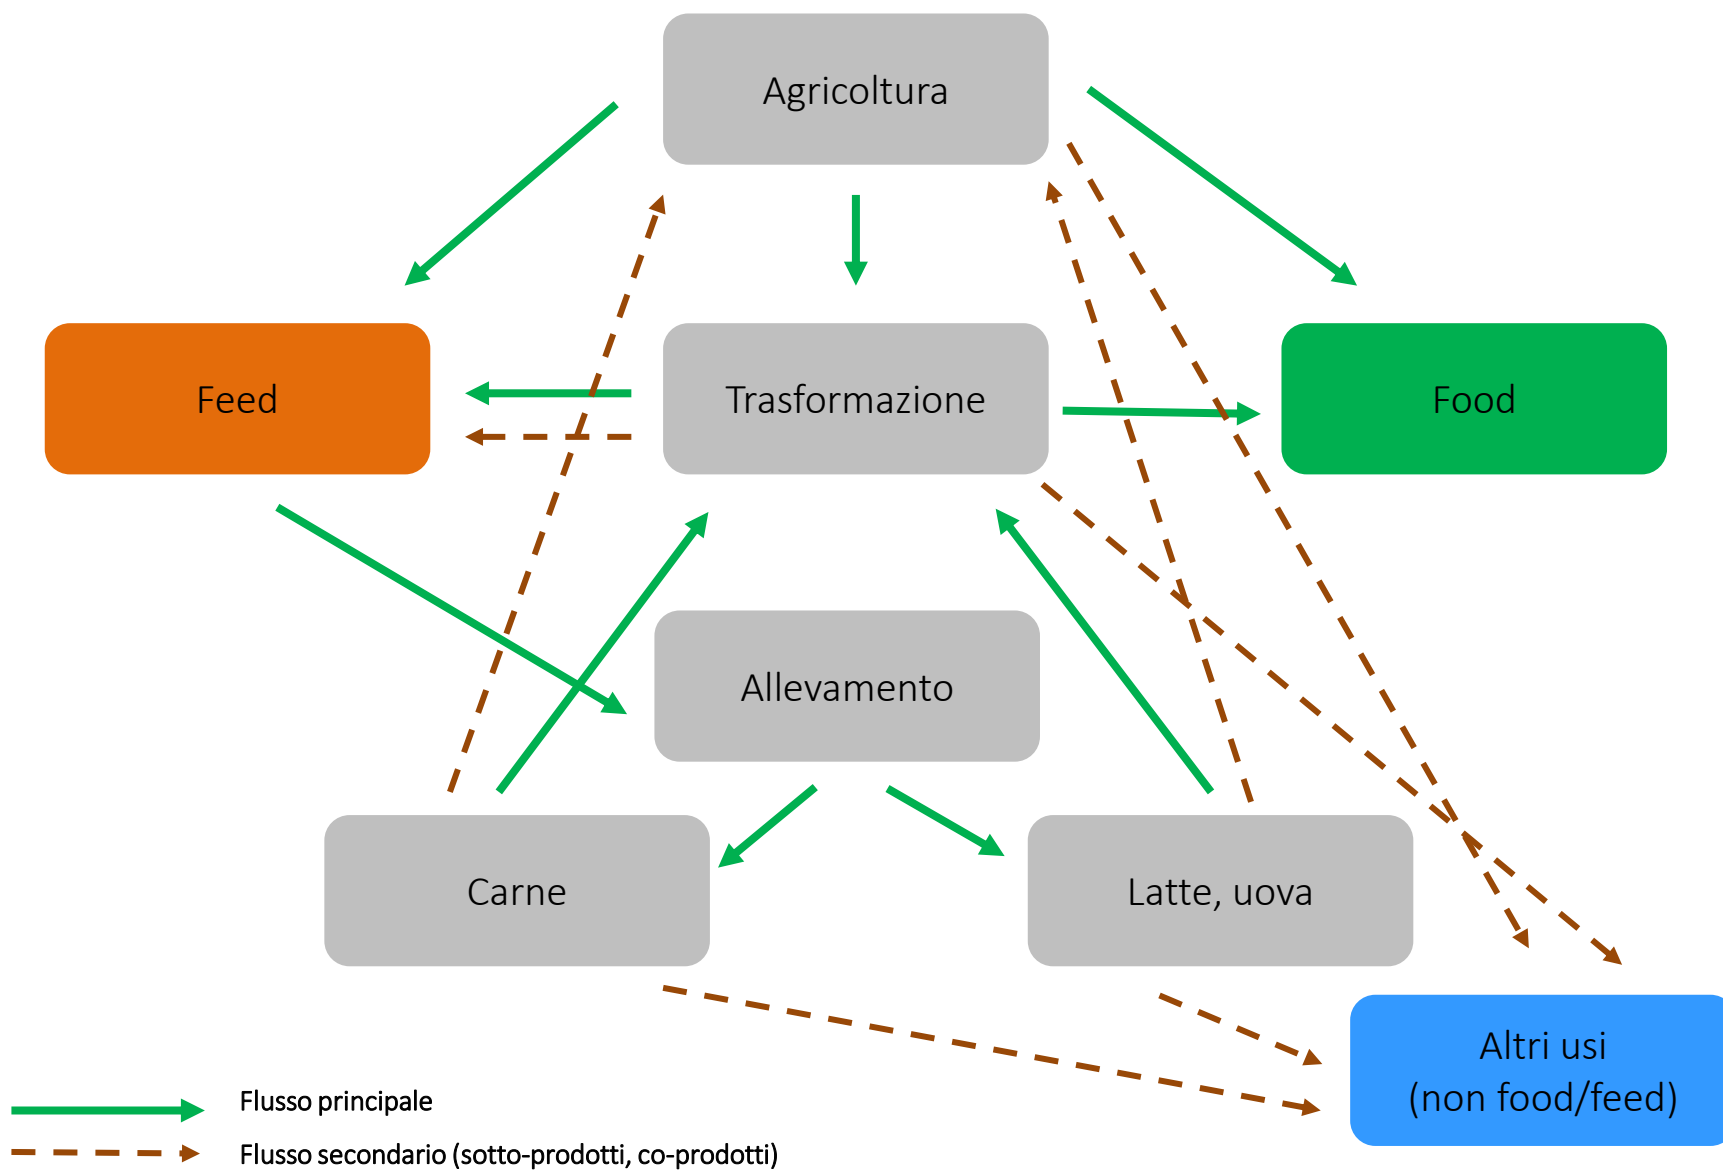 Agricoltura
Feed
Trasformazione
Food
Allevamento
Carne
Latte, uova
Altri usi
(non food/feed)
Flusso principale
Flusso secondario (sotto-prodotti, co-prodotti)